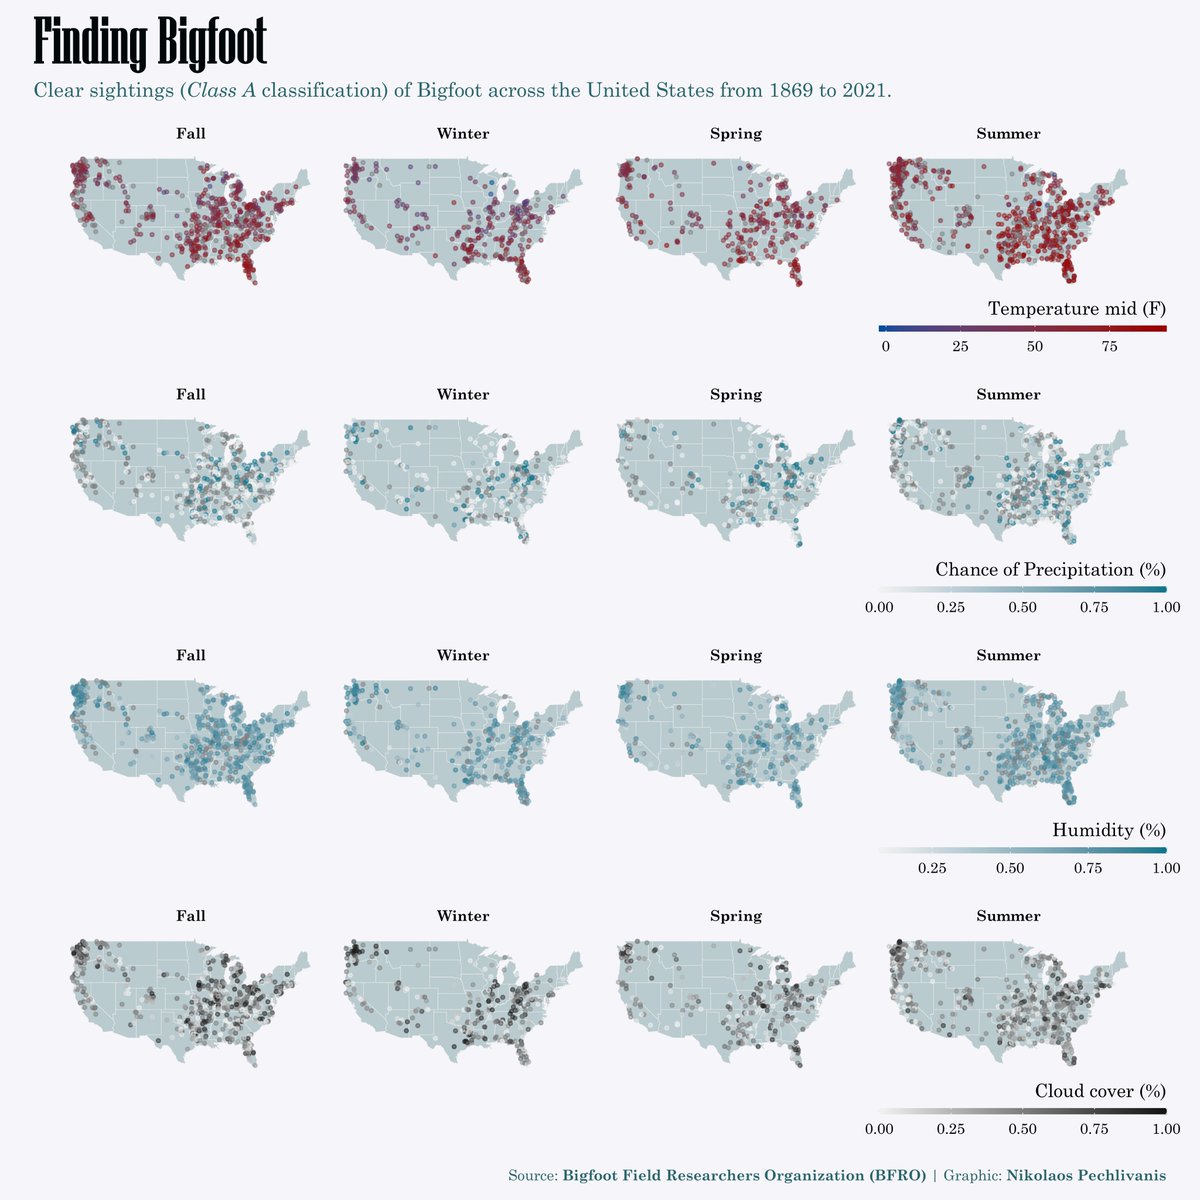 Finding Bigfoot
Clear sightings (Class A classification) of Bigfoot across the United States from 1869 to 2021.
Fall Winter Spring Summer
Temperature mid (F)
0 25 50 75
Fall Winter Spring Summer
Chance of Precipitation (%)
0.00 0.25 0.50 0.75 1.00
Fall Winter Spring Summer
Humidity (%)
0.25 0.50 0.75 1.00
Fall Winter Spring Summer
Cloud cover (%)
0.00 0.25 0.50 0.75 1.00
Source: Bigfoot Field Researchers Organization (BFRO) | Graphic: Nikolaos Pechlivanis